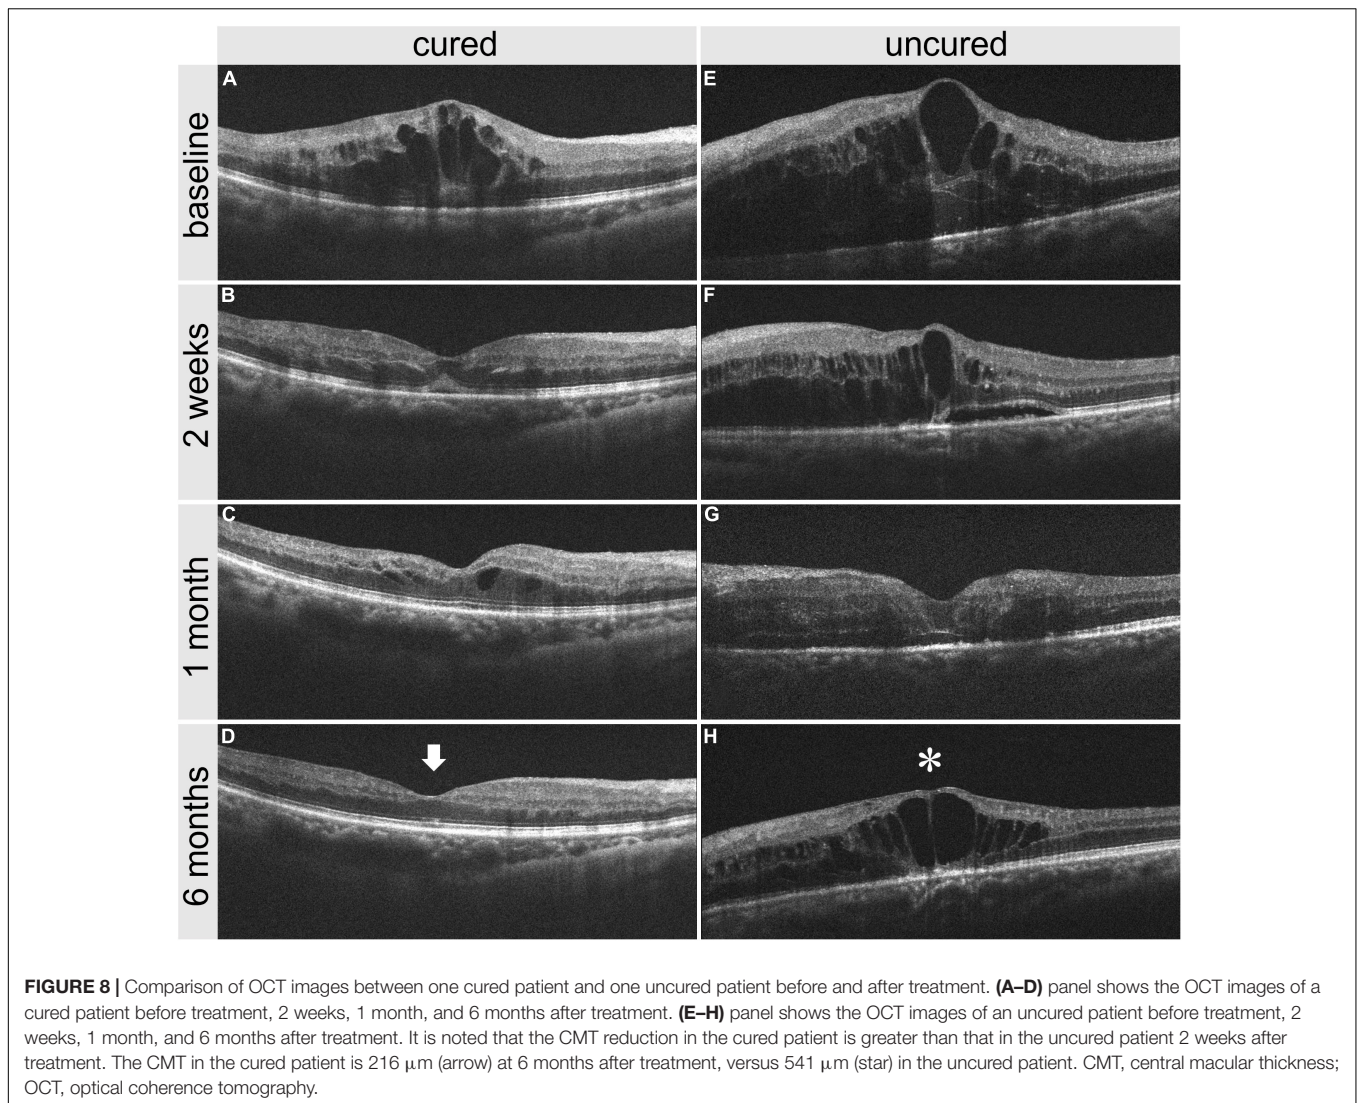 cured
uncured
baseline
A
E
2 weeks
B
F
1 month
C
G
6 months
D
H
*
FIGURE 8 | Comparison of OCT images between one cured patient and one uncured patient before and after treatment. (A–D) panel shows the OCT images of a
cured patient before treatment, 2 weeks, 1 month, and 6 months after treatment. (E–H) panel shows the OCT images of an uncured patient before treatment, 2
weeks, 1 month, and 6 months after treatment. It is noted that the CMT reduction in the cured patient is greater than that in the uncured patient 2 weeks after
treatment. The CMT in the cured patient is 216 μm (arrow) at 6 months after treatment, versus 541 μm (star) in the uncured patient. CMT, central macular thickness;
OCT, optical coherence tomography.